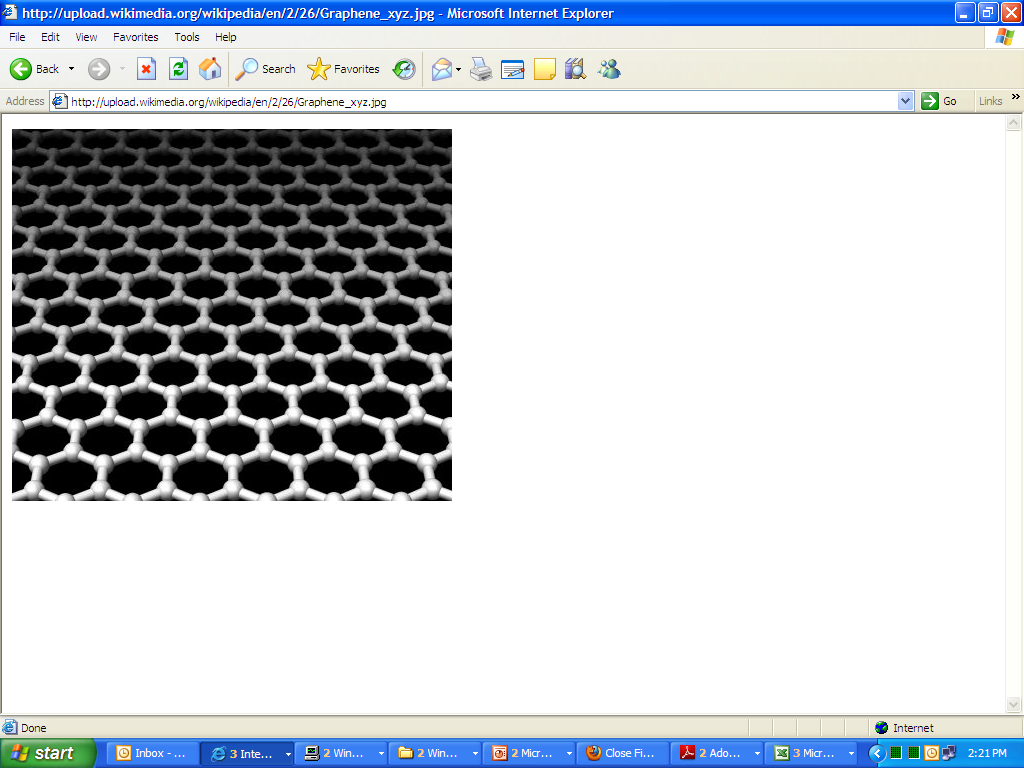 http://upload.wikimedia.org/wikipedia/en/2/26/Graphene_xyz.jpg - Microsoft Internet Explorer
File Edit View Favorites Tools Help
Back Search Favorites
Address http://upload.wikimedia.org/wikipedia/en/2/26/Graphene_xyz.jpg Go Links »
Done Internet
start Inbox - ... 3 Inte... 2 Win... 2 Win... 2 Micr... Close Fi... 2 Ado... 3 Micr... 2:21 PM